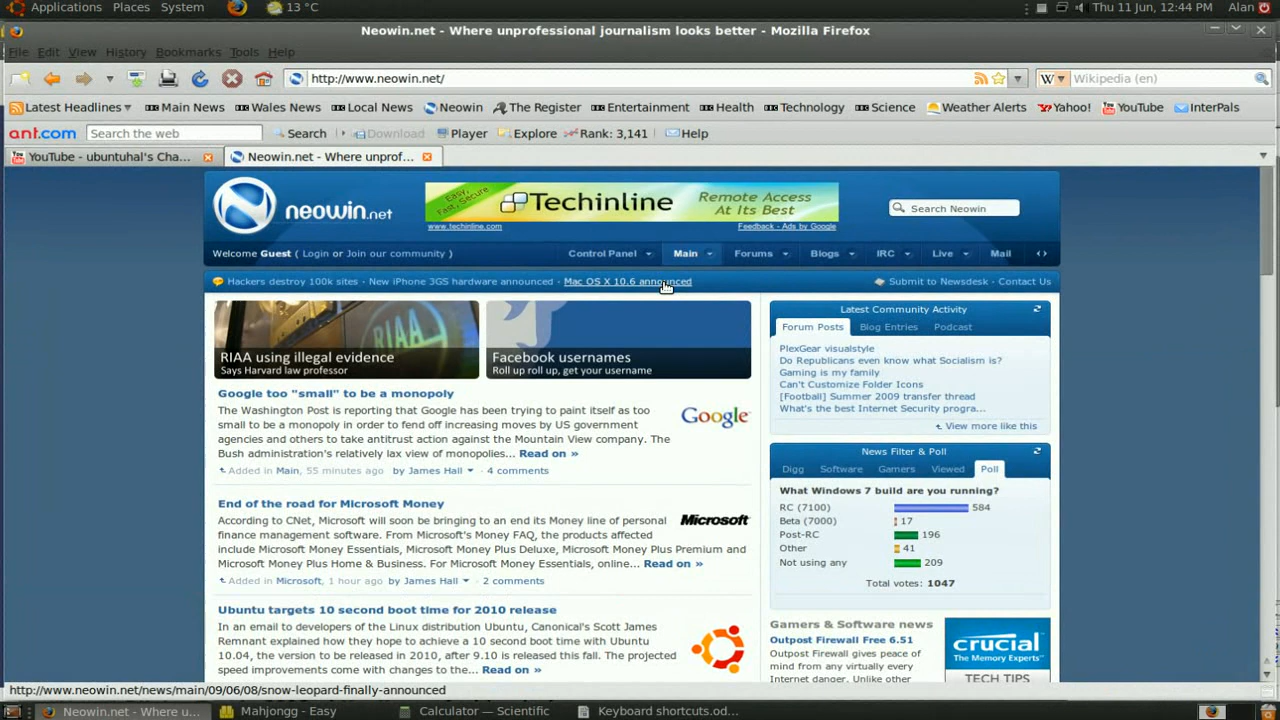 Applications Places System 13 °C Thu 11 Jun, 12:44 PM Alan
Neowin.net - Where unprofessional journalism looks better - Mozilla Firefox
File Edit View History Bookmarks Tools Help
http://www.neowin.net/ W Wikipedia (en)
Latest Headlines Main News Wales News Local News Neowin The Register Entertainment Health Technology Science Weather Alerts Yahoo! YouTube InterPals
ant.com Search the web Search Download Player Explore Rank: 3,141 Help
YouTube - ubuntuhal's Cha... Neowin.net - Where unprof...
neowin.net
Easy, Fast, Secure
Techinline
Remote Access At Its Best
www.techinline.com Feedback - Ads by Google
Search Neowin
Welcome Guest ( Login or Join our community ) Control Panel Main Forums Blogs IRC Live Mail
Hackers destroy 100k sites · New iPhone 3GS hardware announced · Mac OS X 10.6 announced Submit to Newsdesk · Contact Us
RIAA
RIAA using illegal evidence
Says Harvard law professor
Facebook usernames
Roll up roll up, get your username
Google too "small" to be a monopoly
The Washington Post is reporting that Google has been trying to paint itself as too
small to be a monopoly in order to fend off increasing moves by US government
agencies and others to take antitrust action against the Mountain View company. The
Bush administration's relatively lax view of monopolies... Read on »
Added in Main, 55 minutes ago by James Hall · 4 comments
Google
End of the road for Microsoft Money
According to CNet, Microsoft will soon be bringing to an end its Money line of personal
finance management software. From Microsoft's Money FAQ, the products affected
include Microsoft Money Essentials, Microsoft Money Plus Deluxe, Microsoft Money Plus Premium and
Microsoft Money Plus Home & Business. For Money Essentials, online... Read on »
Added in Microsoft, 1 hour ago by James Hall · 2 comments
Microsoft
Ubuntu targets 10 second boot time for 2010 release
In an email to developers of the Linux distribution Ubuntu, Canonical's Scott James
Remnant explained how they hope to achieve a 10 second boot time with Ubuntu
10.04, the version to be released in 2010, after 9.10 is released this fall. The projected
speed improvements come with changes to the... Read on »
Latest Community Activity
Forum Posts Blog Entries Podcast
PlexGear visualstyle
Do Republicans even know what Socialism is?
Gaming is my family
Can't Customize Folder Icons
[Football] Summer 2009 transfer thread
What's the best Internet Security progra...
View more like this
News Filter & Poll
Digg Software Gamers Viewed Poll
What Windows 7 build are you running?
RC (7100) 584
Beta (7000) 17
Post-RC 196
Other 41
Not using any 209
Total votes: 1047
Gamers & Software news
Outpost Firewall Free 6.51
Outpost Firewall gives peace of
mind from any virtually every
Internet danger. Unlike other
crucial
The Memory Experts
TECH TIPS
http://www.neowin.net/news/main/09/06/08/snow-leopard-finally-announced
Neowin.net - Where u... Mahjongg - Easy Calculator — Scientific Keyboard shortcuts.od...